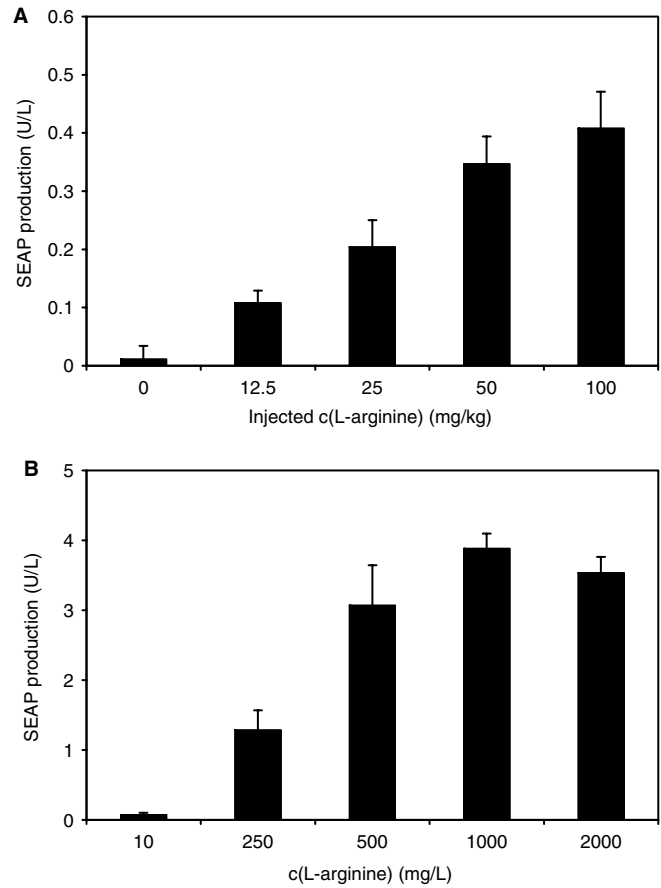 A
0.6
0.5
0.4
0.3
0.2
0.1
0
SEAP production (U/L)
0 12.5 25 50 100
Injected c(L-arginine) (mg/kg)
B
5
4
3
2
1
0
SEAP production (U/L)
10 250 500 1000 2000
c(L-arginine) (mg/L)